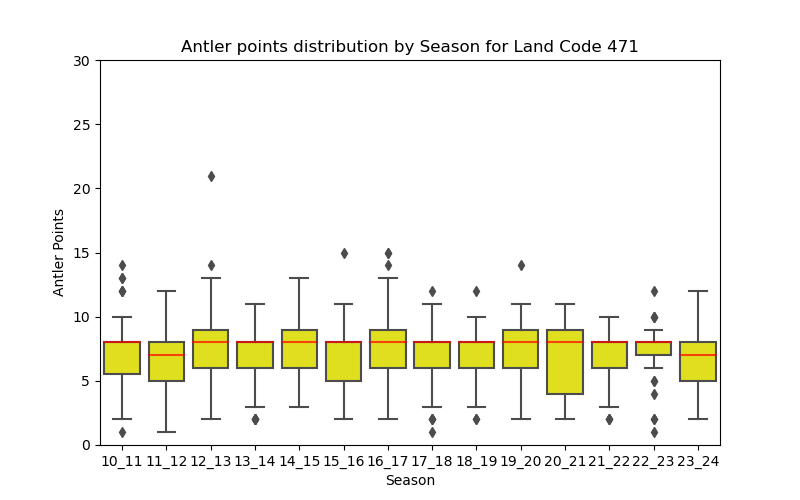 Antler points distribution by Season for Land Code 471
30
25
20
15
10
5
0
Antler Points
10_11 11_12 12_13 13_14 14_15 15_16 16_17 17_18 18_19 19_20 20_21 21_22 22_23 23_24
Season